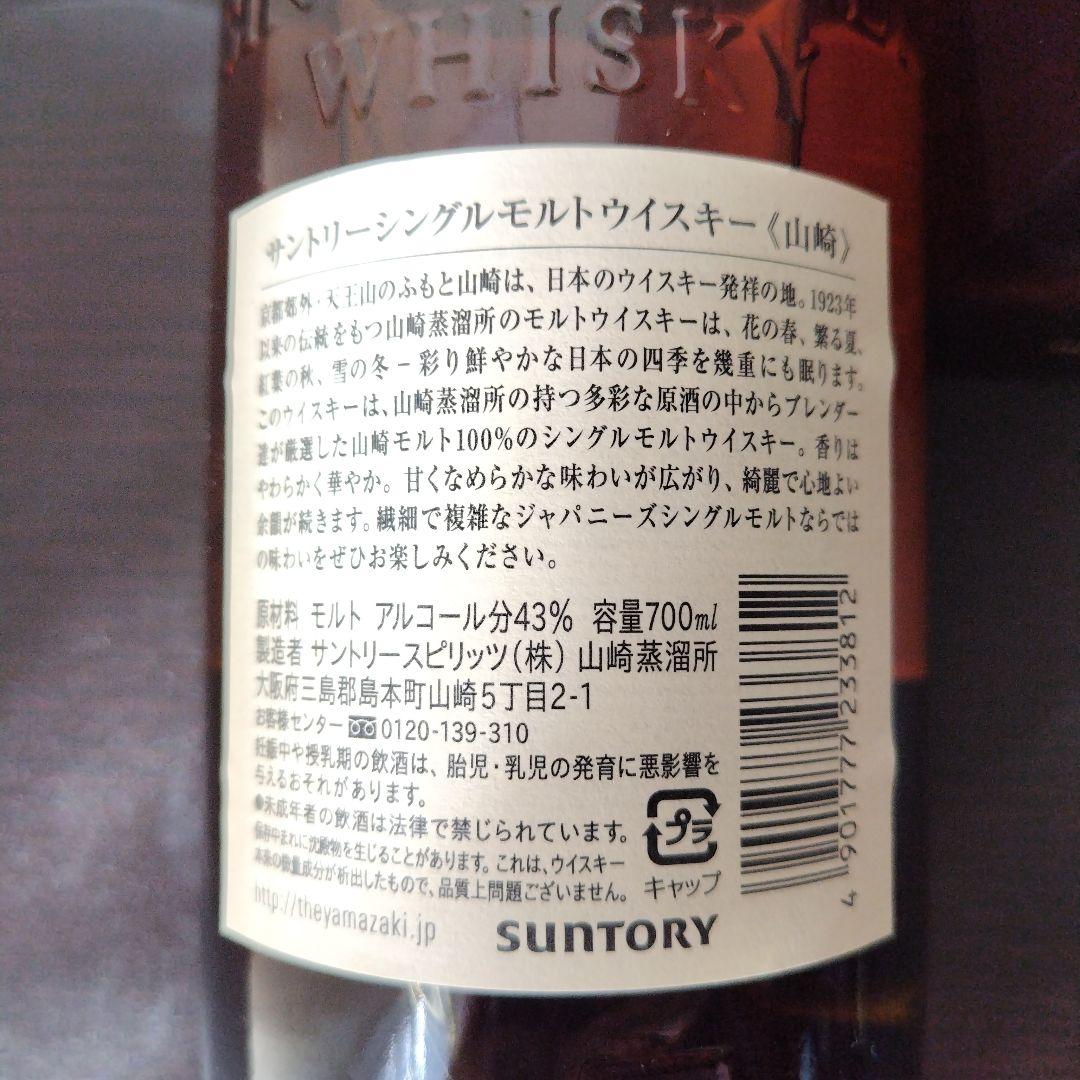 WHISKY
サントリーシングルモルトウイスキー《山崎》
京都郊外・天王山のふもと山崎は、日本のウイスキー発祥の地。1923年
以来の伝統をもつ山崎蒸溜所のモルトウイスキーは、花の春、繁る夏、
紅葉の秋、雪の冬－彩り鮮やかな日本の四季を幾重にも眠ります。
このウイスキーは、山崎蒸溜所の持つ多彩な原酒の中からブレンダー
達が厳選した山崎モルト100%のシングルモルトウイスキー。香りは
やわらかく華やか。甘くなめらかな味わいが広がり、綺麗で心地よい
余韻が続きます。繊細で複雑なジャパニーズシングルモルトならでは
の味わいをぜひお楽しみください。
原材料 モルト アルコール分43% 容量700ml
製造者 サントリースピリッツ(株) 山崎蒸溜所
大阪府三島郡島本町山崎5丁目2-1
お客様センター 0120-139-310
妊娠中や授乳期の飲酒は、胎児・乳児の発育に悪影響を
与えるおそれがあります。
●未成年者の飲酒は法律で禁じられています。
保存中まれに沈殿物を生じることがあります。これは、ウイスキー
本来の微量成分が析出したもので、品質上問題ございません。
プラ
キャップ
http://theyamazaki.jp
SUNTORY
4 901777 233812